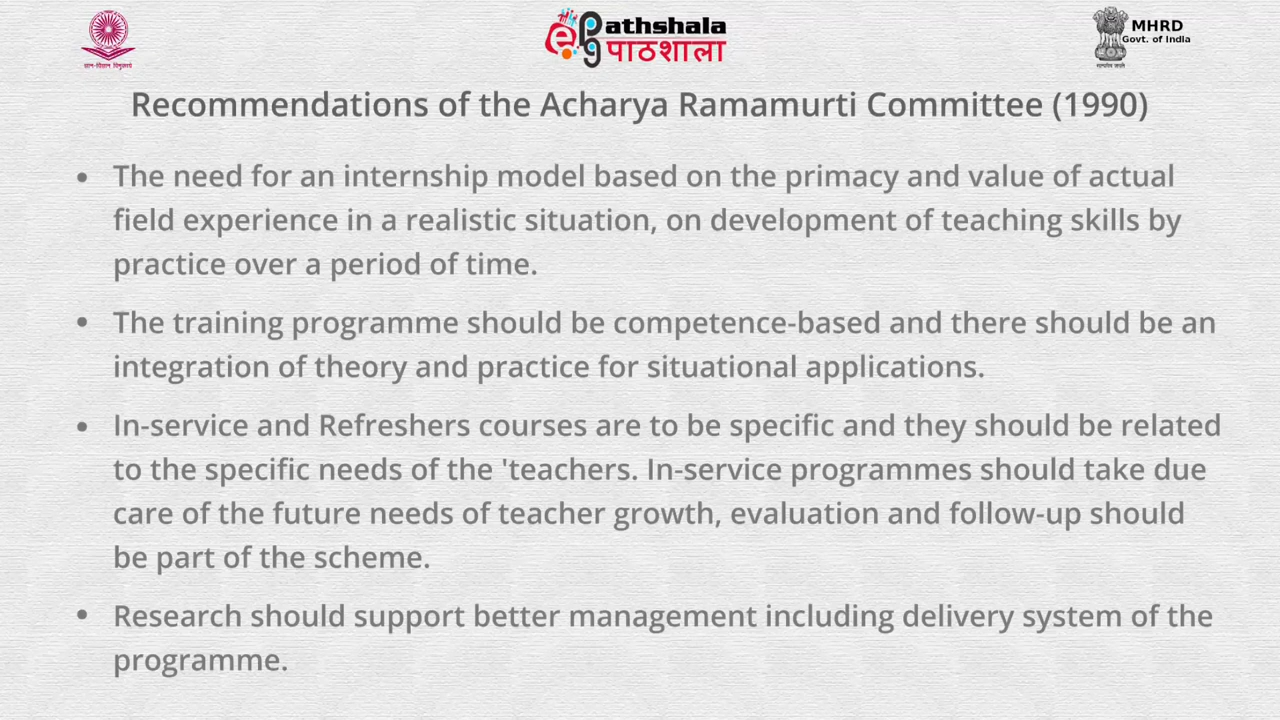 ज्ञान-विज्ञान विमुक्तये
e pg athshala
पाठशाला
MHRD
Govt. of India
सत्यमेव जयते
Recommendations of the Acharya Ramamurti Committee (1990)
• The need for an internship model based on the primacy and value of actual
field experience in a realistic situation, on development of teaching skills by
practice over a period of time.
• The training programme should be competence-based and there should be an
integration of theory and practice for situational applications.
• In-service and Refreshers courses are to be specific and they should be related
to the specific needs of the 'teachers. In-service programmes should take due
care of the future needs of teacher growth, evaluation and follow-up should
be part of the scheme.
• Research should support better management including delivery system of the
programme.